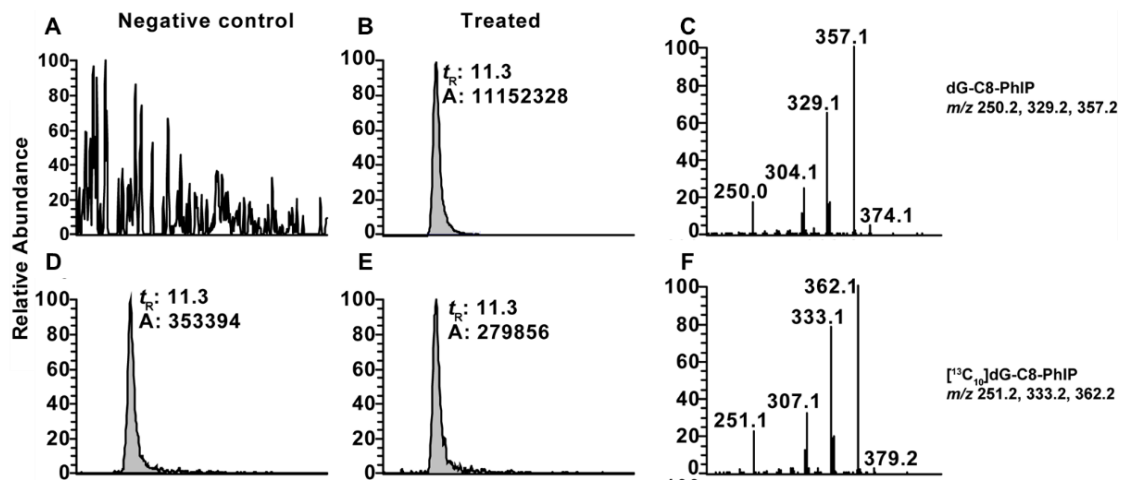 A Negative control
B Treated
C
Relative Abundance
100
80
60
40
20
0
100
80
60
40
20
0
tR: 11.3
A: 11152328
100
80
60
40
20
0
357.1
329.1
304.1
250.0
374.1
dG-C8-PhIP
m/z 250.2, 329.2, 357.2
D
E
F
100
80
60
40
20
0
tR: 11.3
A: 353394
100
80
60
40
20
0
tR: 11.3
A: 279856
100
80
60
40
20
0
362.1
333.1
307.1
251.1
379.2
[¹³C₁₀]dG-C8-PhIP
m/z 251.2, 333.2, 362.2